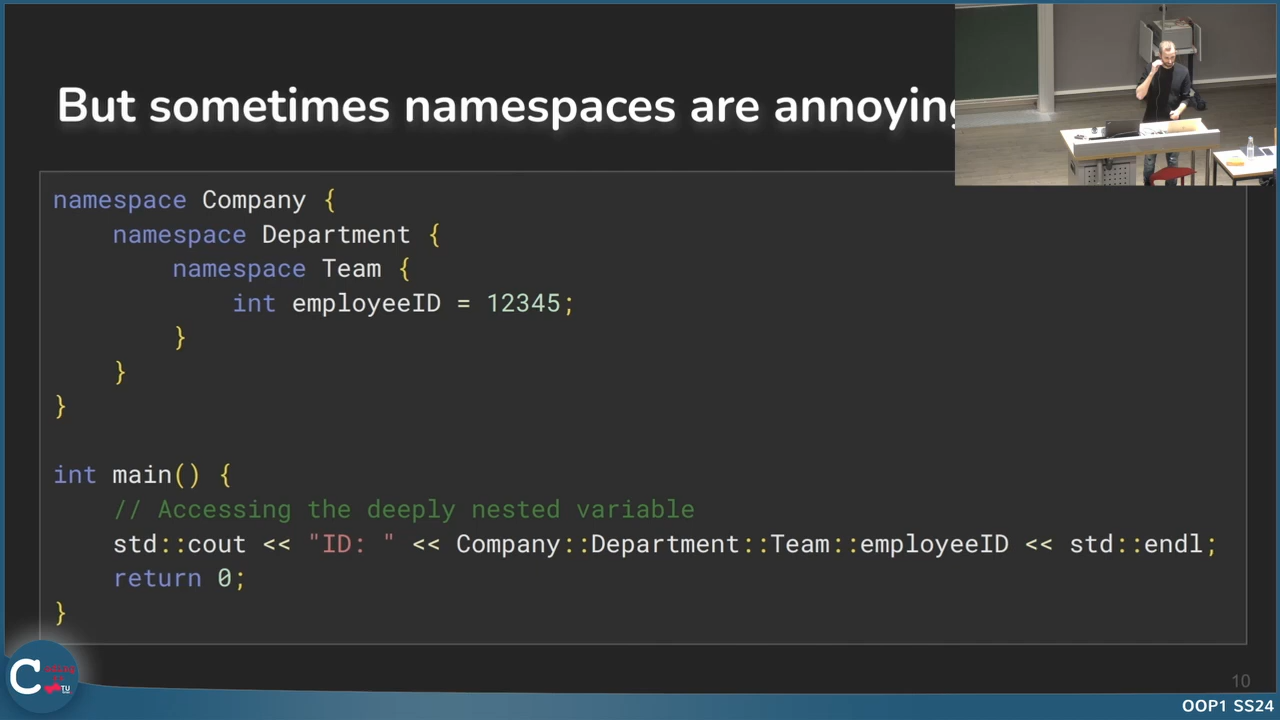 But sometimes namespaces are annoying
namespace Company {
    namespace Department {
        namespace Team {
            int employeeID = 12345;
        }
    }
}
int main() {
    // Accessing the deeply nested variable
    std::cout << "ID: " << Company::Department::Team::employeeID << std::endl;
    return 0;
}
C
TU
10
OOP1 SS24